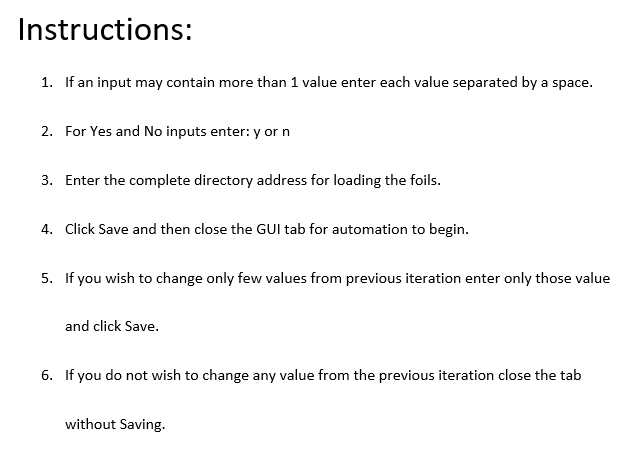 Instructions:
1. If an input may contain more than 1 value enter each value separated by a space.
2. For Yes and No inputs enter: y or n
3. Enter the complete directory address for loading the foils.
4. Click Save and then close the GUI tab for automation to begin.
5. If you wish to change only few values from previous iteration enter only those value
and click Save.
6. If you do not wish to change any value from the previous iteration close the tab
without Saving.